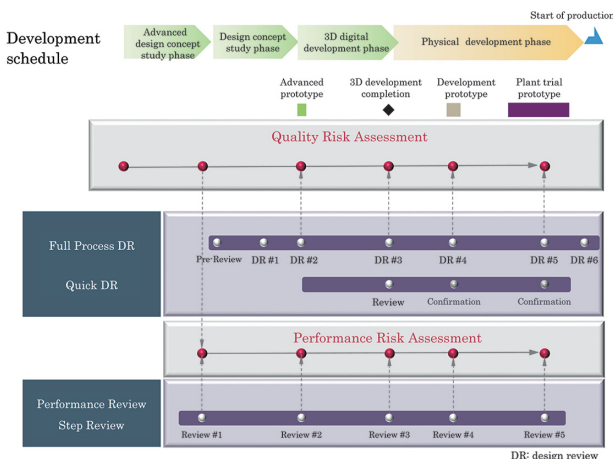 Start of production
Development
schedule
Advanced
design concept
study phase
Design concept
study phase
3D digital
development phase
Physical development phase
Advanced
prototype
3D development
completion
Development
prototype
Plant trial
prototype
Quality Risk Assessment
Full Process DR
Pre-Review
DR #1
DR #2
DR #3
DR #4
DR #5
DR #6
Quick DR
Review
Confirmation
Confirmation
Performance Risk Assessment
Performance Review
Step Review
Review #1
Review #2
Review #3
Review #4
Review #5
DR: design review